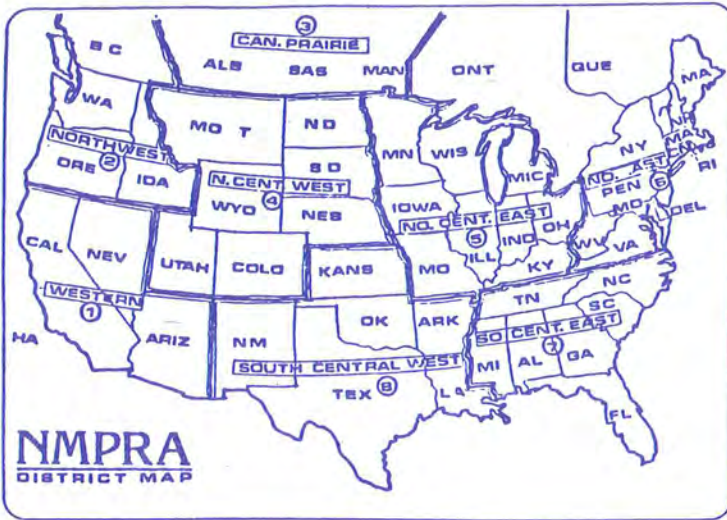 3
CAN. PRAIRIE
B C
ALB
SAS
MAN
ONT
QUE
MA
WA
MO T
ND
NORTHWEST
2
ORE
IDA
SD
N. CENT WEST
4
WYO
NES
MN
WIS
MIC
IOWA
NO. CENT. EAST
5
ILL
IND
OH
NY
NH
MA
RI
PEN
6
MD
DEL
WV
VA
CAL
NEV
UTAH
COLO
KANS
MO
KY
WESTERN
1
HA
ARIZ
NM
OK
ARK
TN
NC
SC
SO CENT. EAST
7
SOUTH CENTRAL WEST
TEX
8
LA
MI
AL
GA
FL
NMPRA
DISTRICT MAP